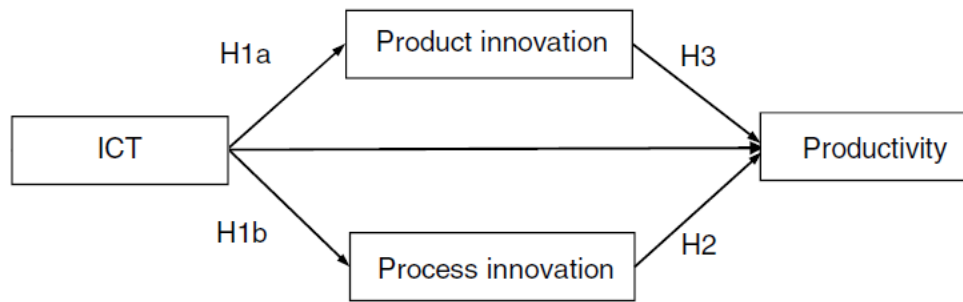 Product innovation
H1a
H3
ICT
Productivity
H1b
H2
Process innovation